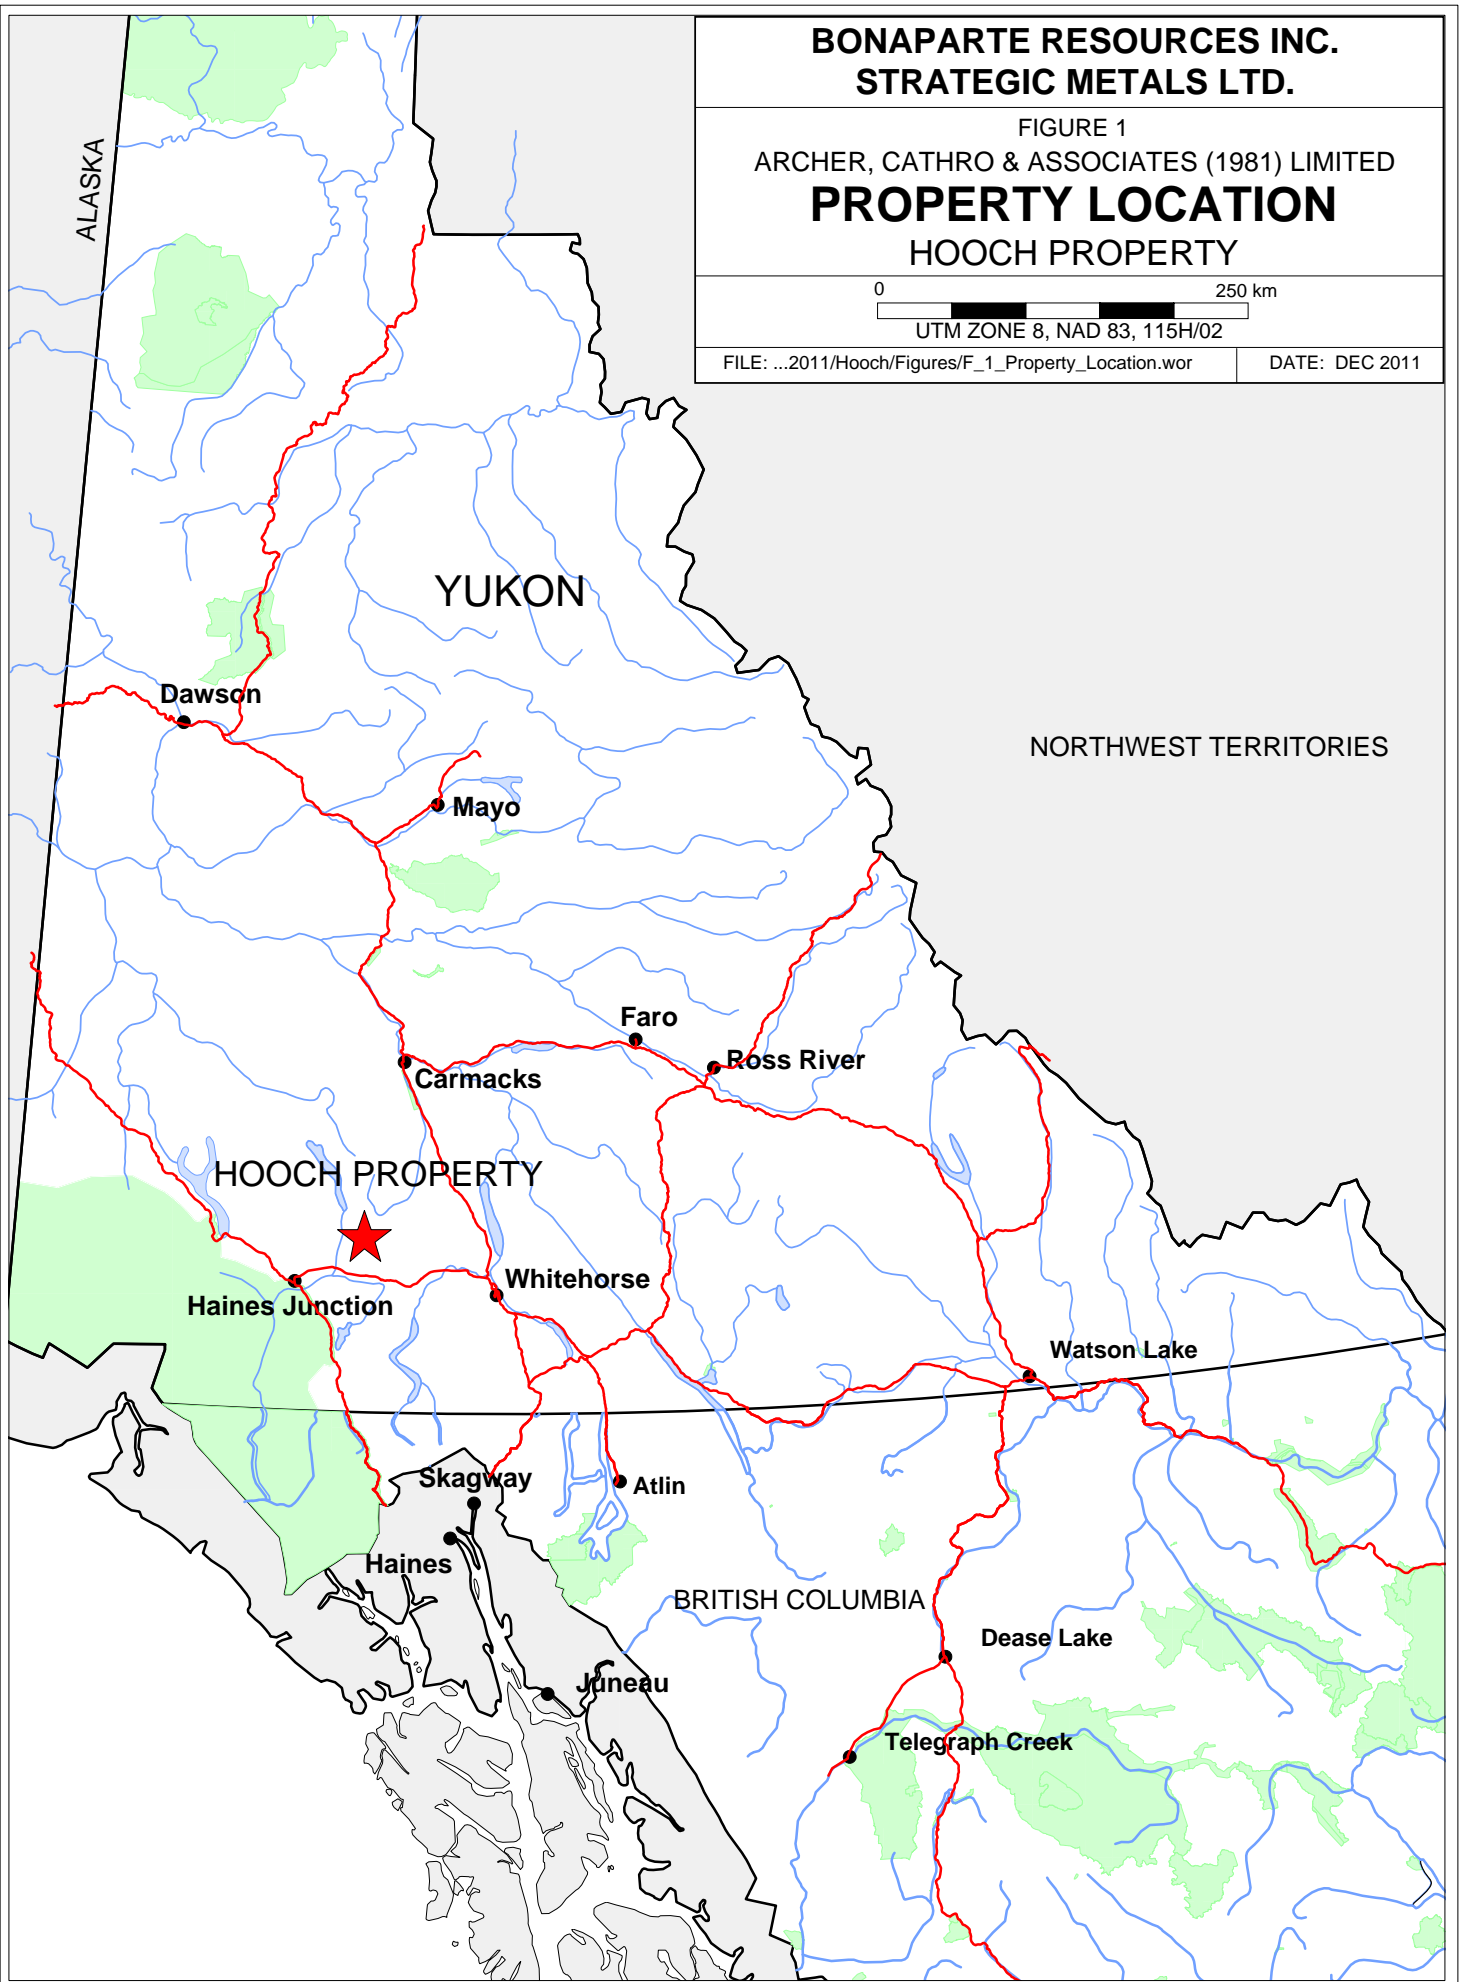 BONAPARTE RESOURCES INC.
STRATEGIC METALS LTD.
FIGURE 1
ARCHER, CATHRO & ASSOCIATES (1981) LIMITED
PROPERTY LOCATION
HOOCH PROPERTY
0 250 km
UTM ZONE 8, NAD 83, 115H/02
FILE: ...2011/Hooch/Figures/F_1_Property_Location.wor
DATE: DEC 2011
ALASKA
YUKON
Dawson
NORTHWEST TERRITORIES
Mayo
Faro
Ross River
Carmacks
HOOCH PROPERTY
Whitehorse
Haines Junction
Watson Lake
Skagway
Atlin
Haines
BRITISH COLUMBIA
Dease Lake
Juneau
Telegraph Creek